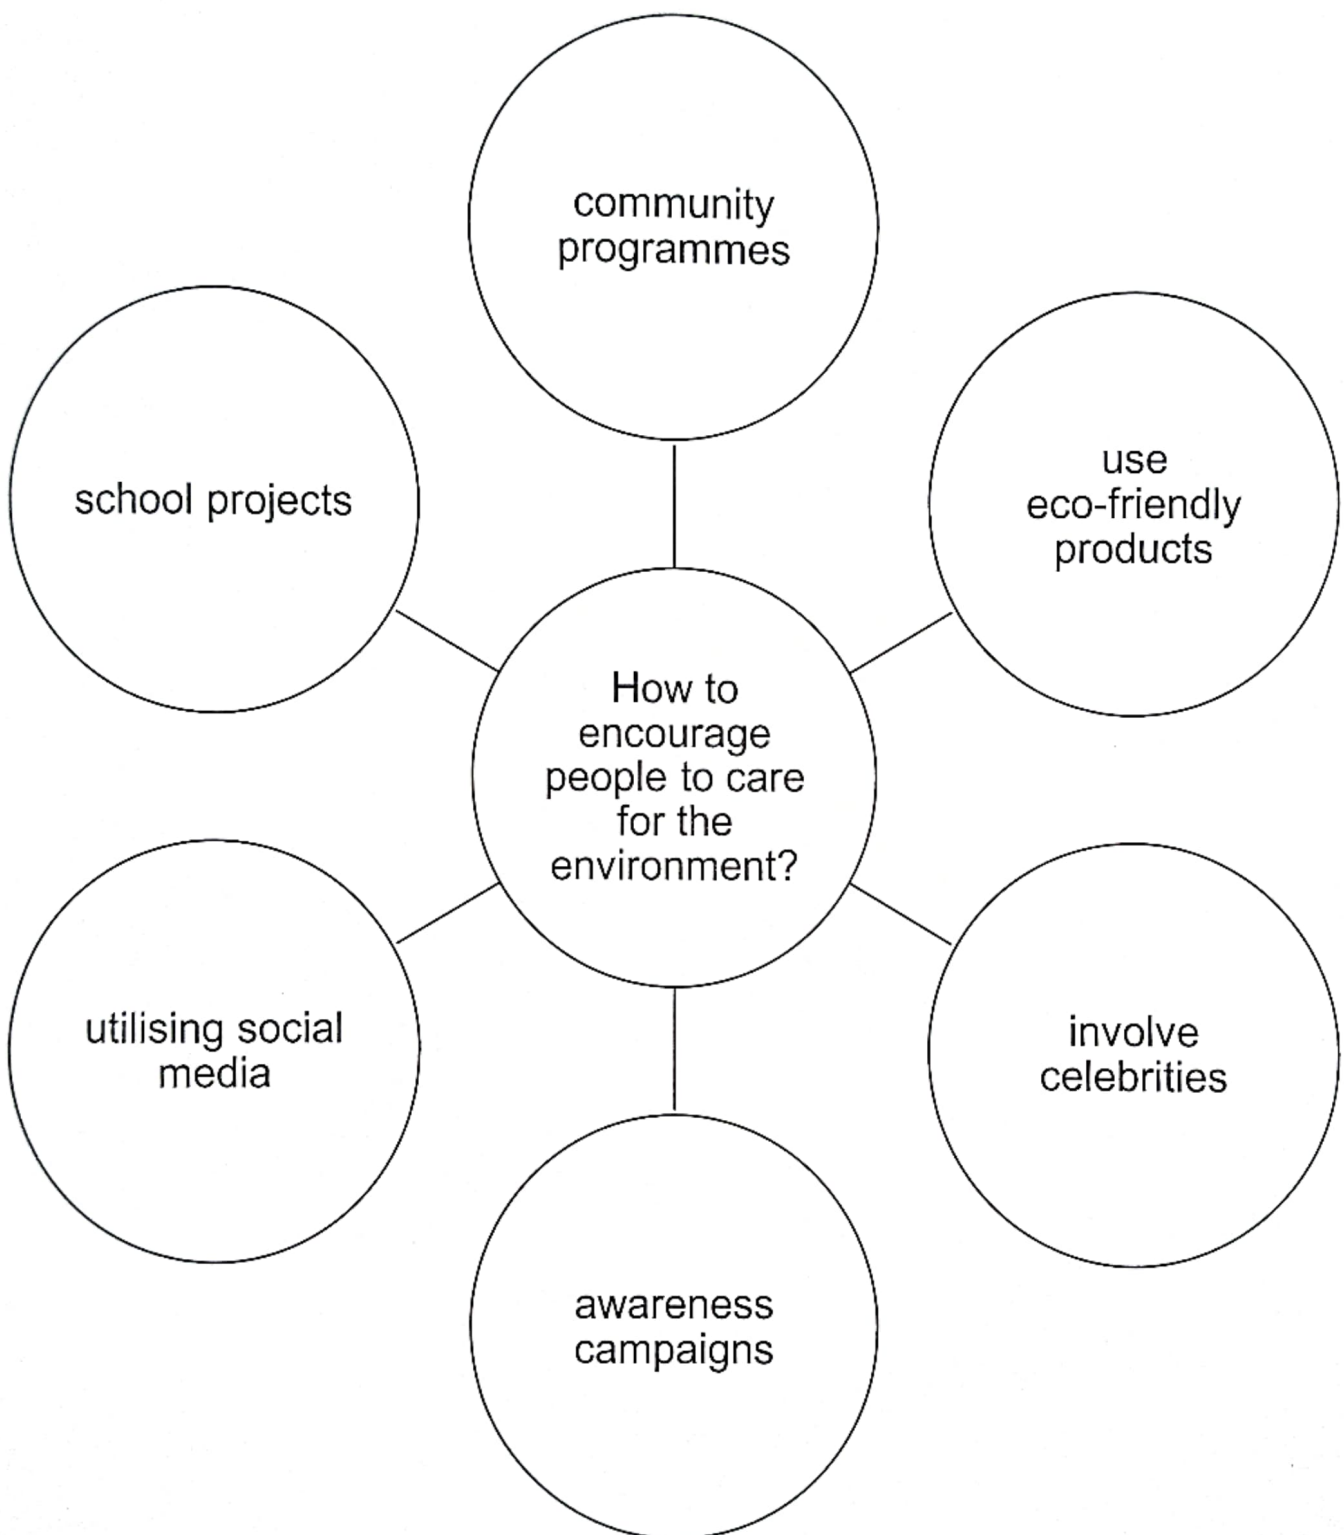 community
programmes
school projects
use
eco-friendly
products
How to
encourage
people to care
for the
environment?
utilising social
media
involve
celebrities
awareness
campaigns